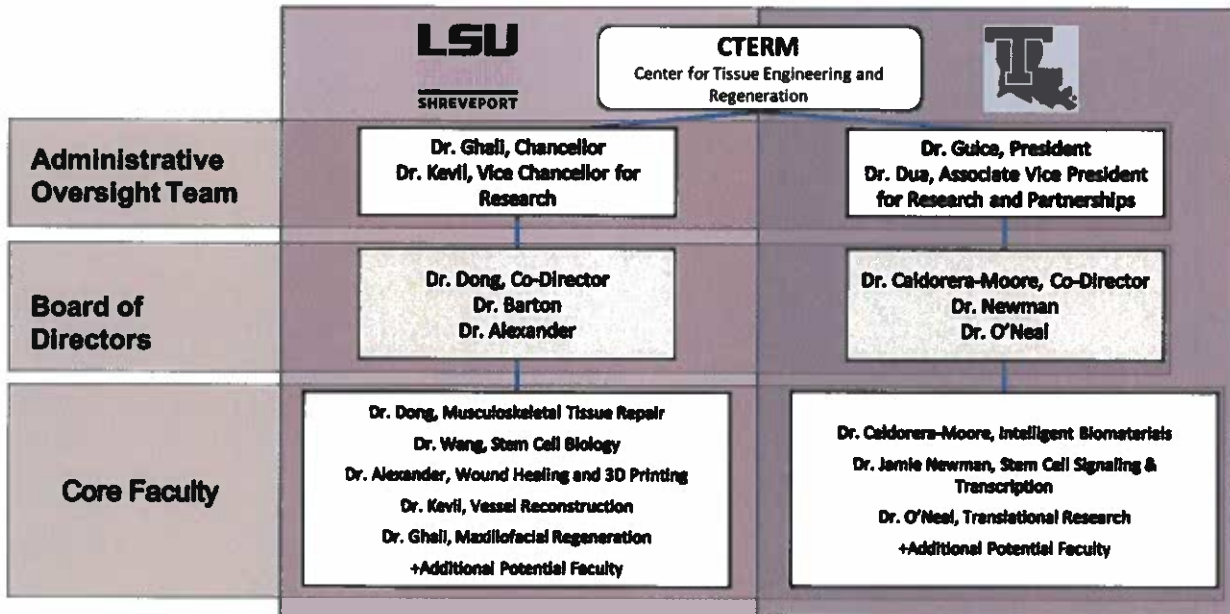 LSU
SHREVEPORT
CTERM
Center for Tissue Engineering and
Regeneration
T
Administrative
Oversight Team
Dr. Ghali, Chancellor
Dr. Kevil, Vice Chancellor for
Research
Dr. Guice, President
Dr. Dua, Associate Vice President
for Research and Partnerships
Board of
Directors
Dr. Dong, Co-Director
Dr. Barton
Dr. Alexander
Dr. Caldorera-Moore, Co-Director
Dr. Newman
Dr. O'Neal
Core Faculty
Dr. Dong, Musculoskeletal Tissue Repair
Dr. Wang, Stem Cell Biology
Dr. Alexander, Wound Healing and 3D Printing
Dr. Kevil, Vessel Reconstruction
Dr. Ghali, Maxillofacial Regeneration
+Additional Potential Faculty
Dr. Caldorera-Moore, Intelligent Biomaterials
Dr. Jamie Newman, Stem Cell Signaling &
Transcription
Dr. O'Neal, Translational Research
+Additional Potential Faculty